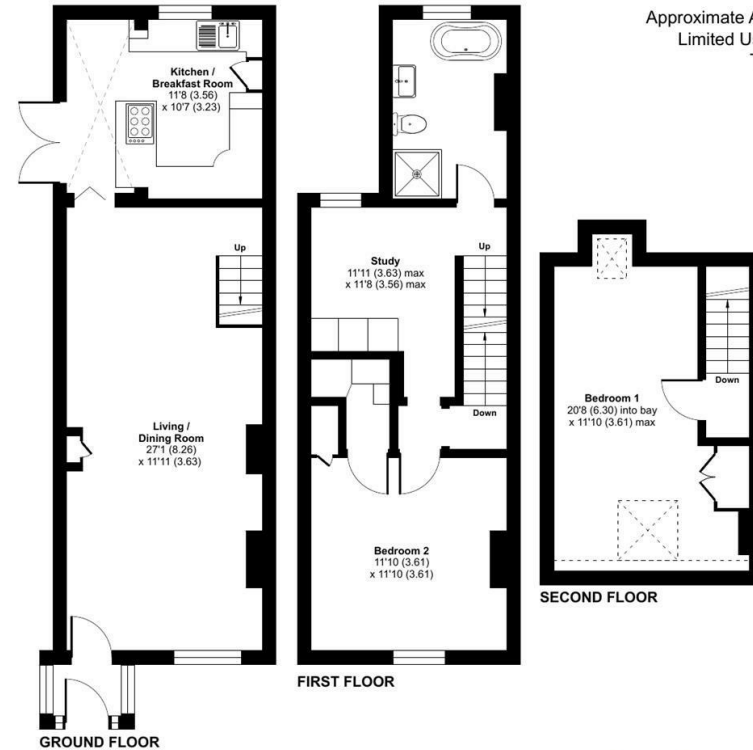 Approximate A
Limited U
Kitchen /
Breakfast Room
11'8 (3.56)
x 10'7 (3.23)
Up
Living /
Dining Room
27'1 (8.26)
x 11'11 (3.63)
GROUND FLOOR
Study
11'11 (3.63) max
x 11'8 (3.56) max
Up
Down
Bedroom 2
11'10 (3.61)
x 11'10 (3.61)
FIRST FLOOR
Bedroom 1
20'8 (6.30) into bay
x 11'10 (3.61) max
Down
SECOND FLOOR